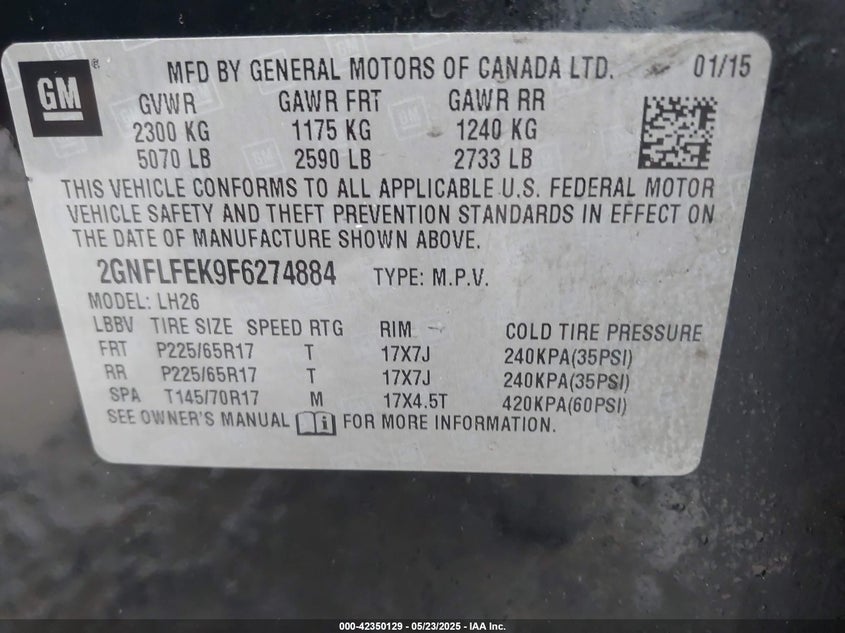 GM ® MFD BY GENERAL MOTORS OF CANADA LTD. 01/15
GVWR GAWR FRT GAWR RR
2300 KG 1175 KG 1240 KG
5070 LB 2590 LB 2733 LB
THIS VEHICLE CONFORMS TO ALL APPLICABLE U.S. FEDERAL MOTOR
VEHICLE SAFETY AND THEFT PREVENTION STANDARDS IN EFFECT ON
THE DATE OF MANUFACTURE SHOWN ABOVE.
2GNFLFEK9F6274884 TYPE: M.P.V.
MODEL: LH26
LBBV TIRE SIZE SPEED RTG RIM COLD TIRE PRESSURE
FRT P225/65R17 T 17X7J 240KPA(35PSI)
RR P225/65R17 T 17X7J 240KPA(35PSI)
SPA T145/70R17 M 17X4.5T 420KPA(60PSI)
SEE OWNER'S MANUAL FOR MORE INFORMATION.
000-42350129 - 05/23/2025 - IAA Inc.